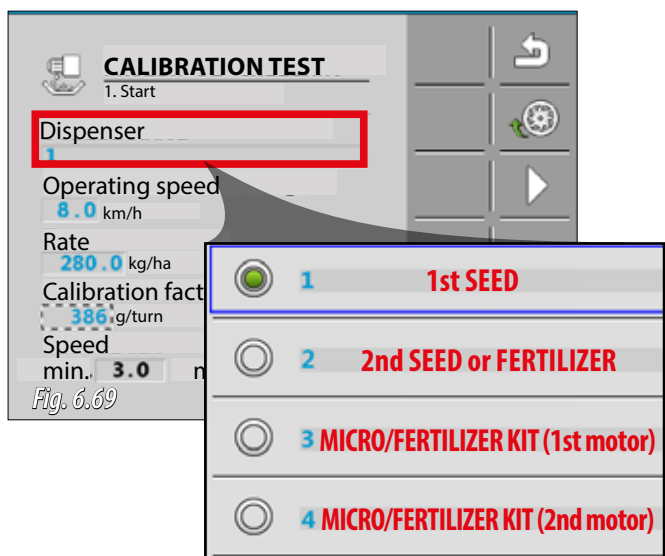 CALIBRATION TEST
1. Start
Dispenser
1
Operating speed
8.0 km/h
Rate
280.0 kg/ha
Calibration fact
386 g/turn
Speed
min. 3.0
Fig. 6.69
1 1st SEED
2 2nd SEED or FERTILIZER
3 MICRO/FERTILIZER KIT (1st motor)
4 MICRO/FERTILIZER KIT (2nd motor)